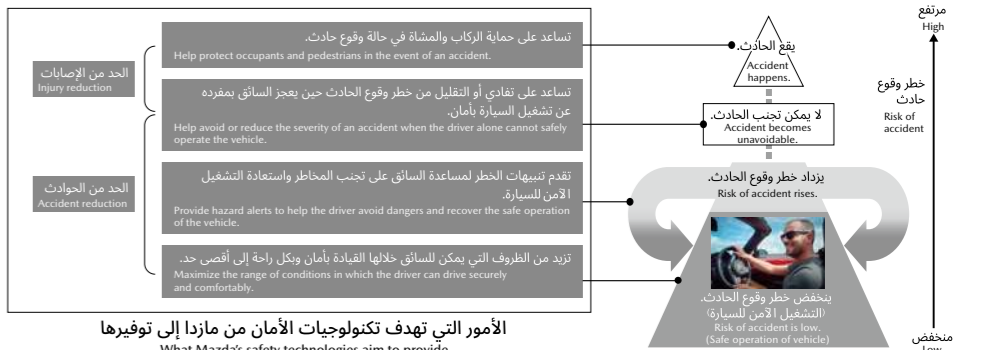 تساعد على حماية الركاب والمشاة في حالة وقوع حادث.
Help protect occupants and pedestrians in the event of an accident.
الحد من الإصابات
Injury reduction
تساعد على تفادي أو التقليل من خطر وقوع الحادث حين يعجز السائق بمفرده
عن تشغيل السيارة بأمان.
Help avoid or reduce the severity of an accident when the driver alone cannot safely
operate the vehicle.
تقدم تنبيهات الخطر لمساعدة السائق على تجنب المخاطر واستعادة التشغيل
الآمن للسيارة.
Provide hazard alerts to help the driver avoid dangers and recover the safe operation
of the vehicle.
الحد من الحوادث
Accident reduction
تزيد من الظروف التي يمكن للسائق خلالها القيادة بأمان وبكل راحة إلى أقصى حد.
Maximize the range of conditions in which the driver can drive securely
and comfortably.
الأمور التي تهدف تكنولوجيات الأمان من مازدا إلى توفيرها
What Mazda's safety technologies aim to provide
يقع الحادث.
Accident
happens.
لا يمكن تجنب الحادث.
Accident becomes
unavoidable.
يزداد خطر وقوع الحادث.
Risk of accident rises.
ينخفض خطر وقوع الحادث.
(التشغيل الآمن للسيارة)
Risk of accident is low.
(Safe operation of vehicle)
مرتفع
High
خطر وقوع
حادث
Risk of
accident
منخفض
Low